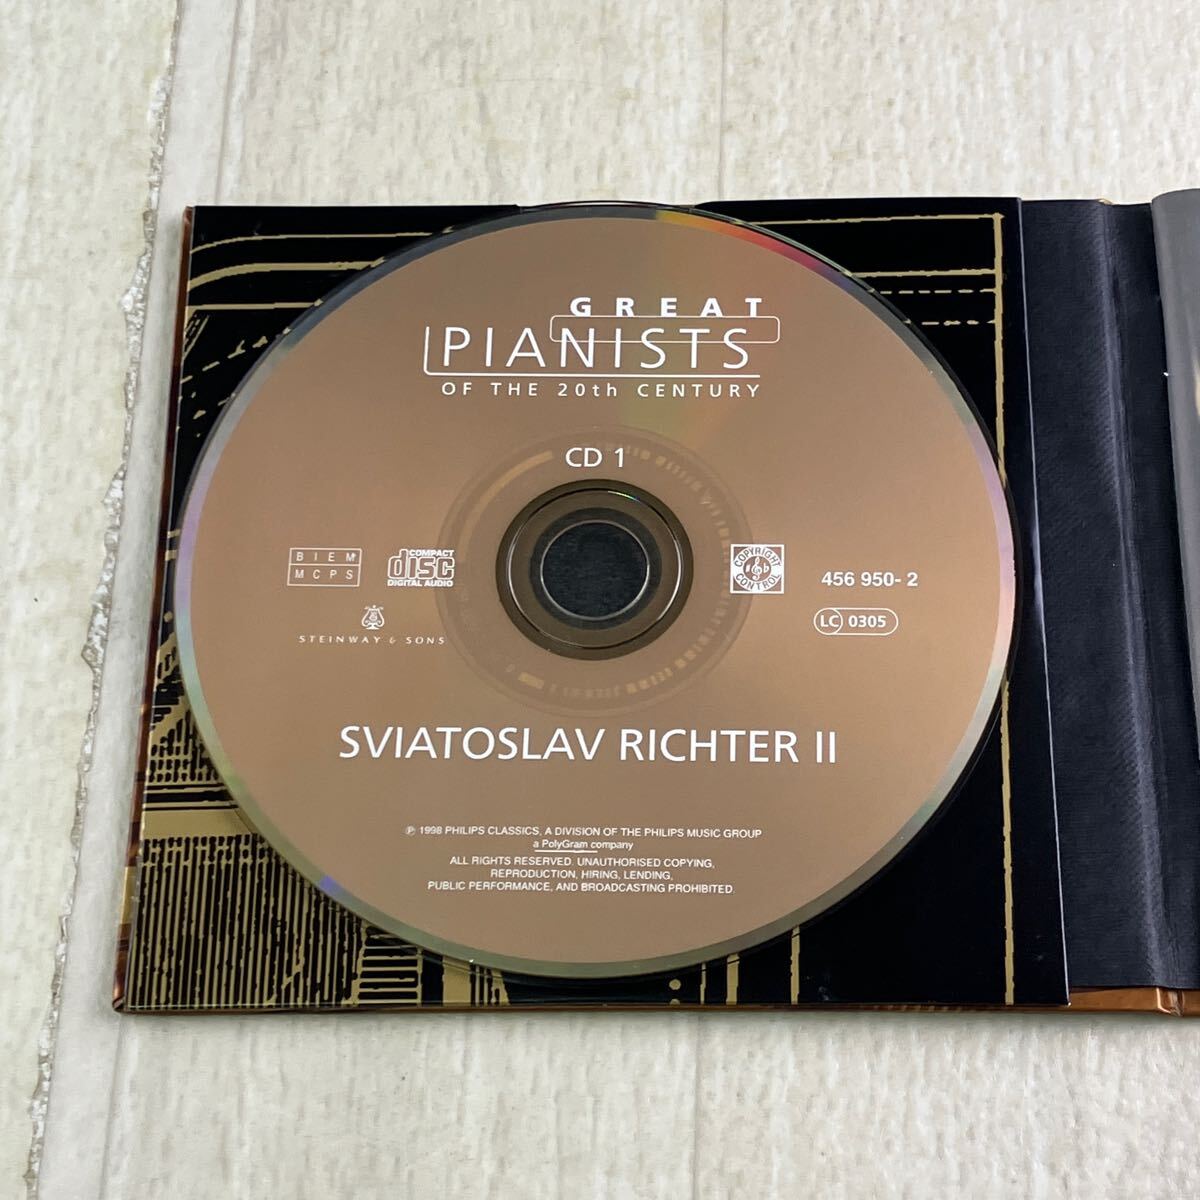 GREAT
PIANISTS
OF THE 20th CENTURY
CD 1
BIEM
MCPS
COMPACT
disc
DIGITAL AUDIO
STEINWAY & SONS
COPYRIGHT
CONTROL
456 950- 2
LC 0305
SVIATOSLAV RICHTER II
℗ 1998 PHILIPS CLASSICS, A DIVISION OF THE PHILIPS MUSIC GROUP
a PolyGram company
ALL RIGHTS RESERVED. UNAUTHORISED COPYING,
REPRODUCTION, HIRING, LENDING,
PUBLIC PERFORMANCE, AND BROADCASTING PROHIBITED.